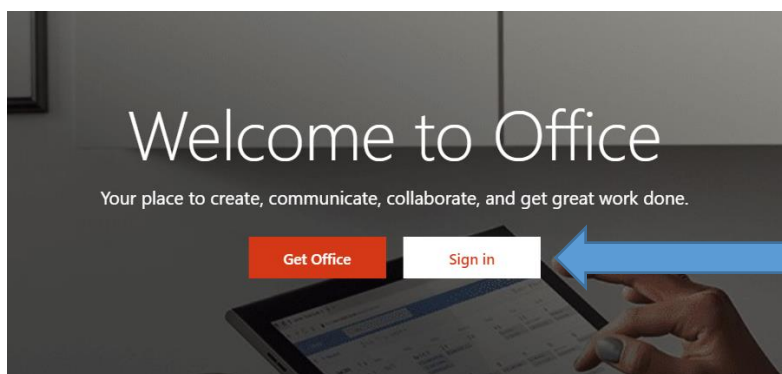 Welcome to Office
Your place to create, communicate, collaborate, and get great work done.
Get Office
Sign in